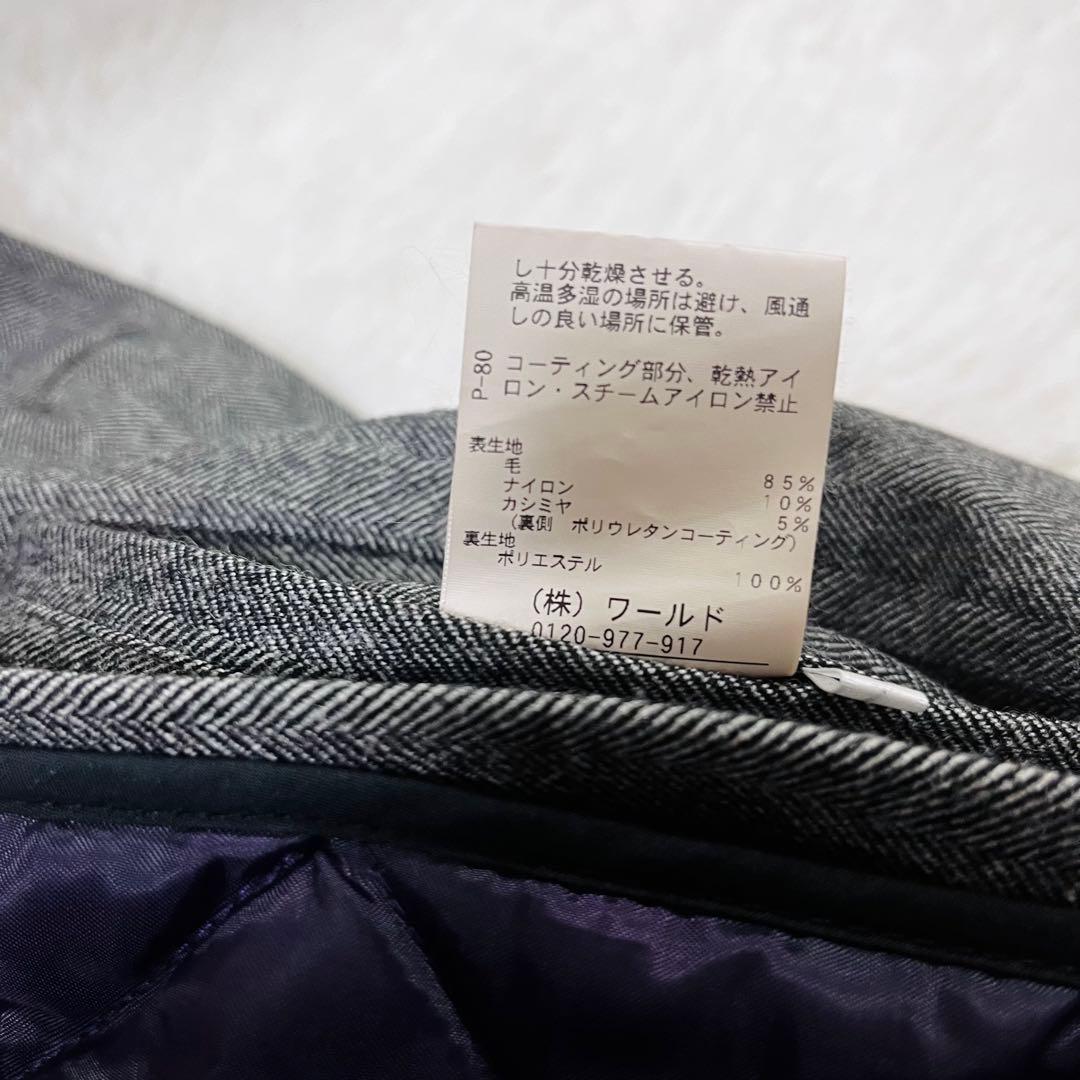 し十分乾燥させる。
高温多湿の場所は避け、風通
しの良い場所に保管。
P-80 コーティング部分、乾熱アイ
ロン・スチームアイロン禁止
表生地
毛 85%
ナイロン 10%
カシミヤ 5%
(裏側 ポリウレタンコーティング)
裏生地
ポリエステル 100%
(株) ワールド
0120-977-917